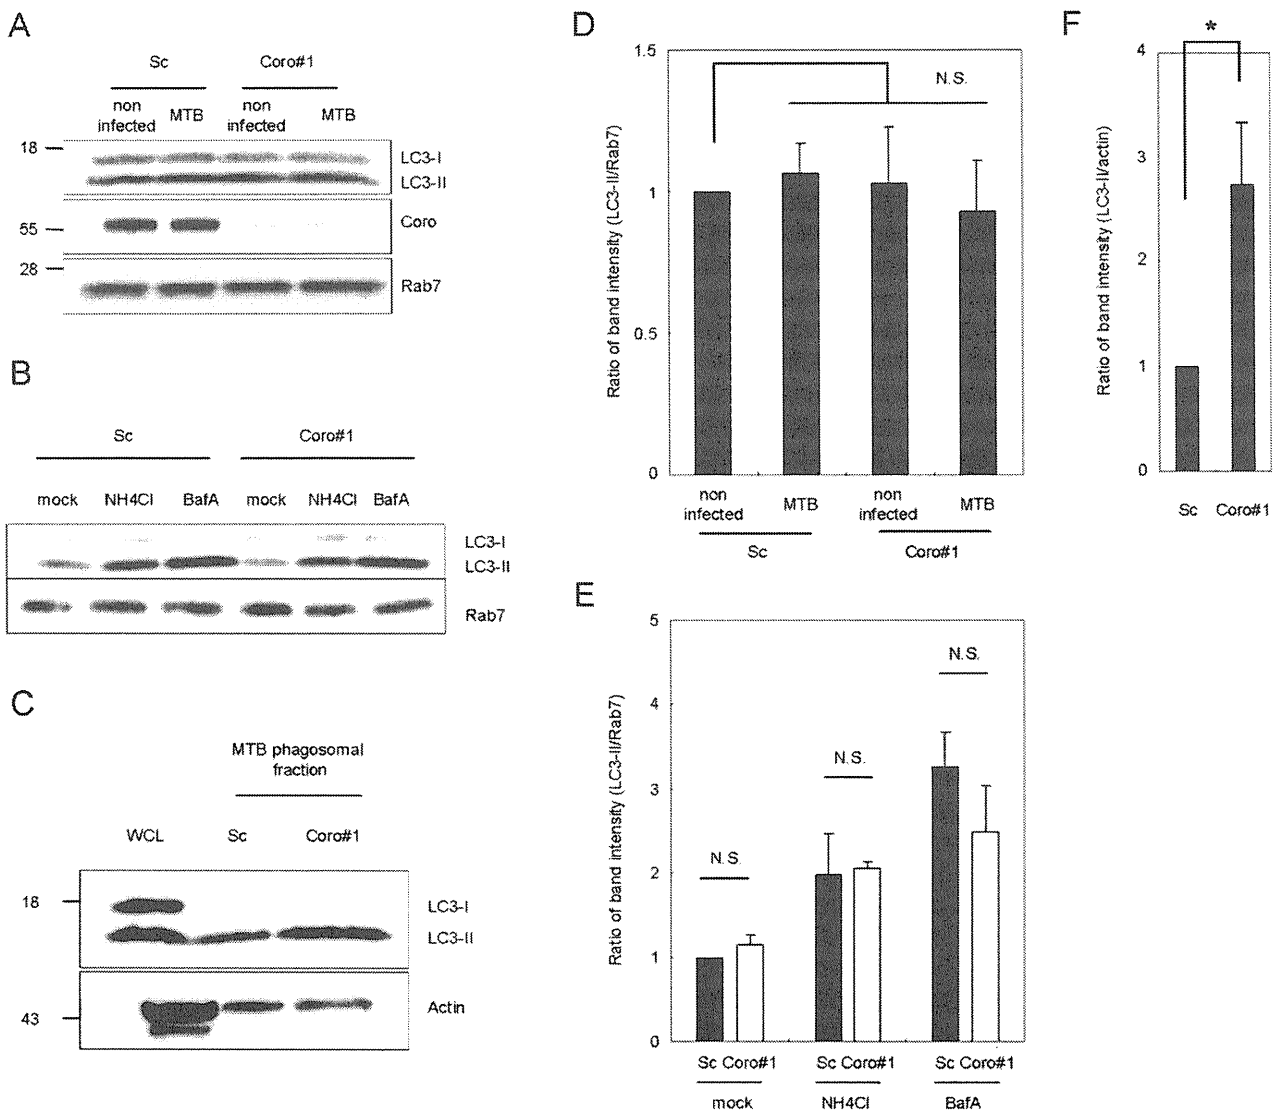 A
Sc Coro#1
non infected MTB non infected MTB
18
LC3-I
LC3-II
55
Coro
28
Rab7
B
Sc Coro#1
mock NH4Cl BafA mock NH4Cl BafA
LC3-I
LC3-II
Rab7
C
MTB phagosomal
fraction
WCL Sc Coro#1
18
LC3-I
LC3-II
Actin
43
D
Ratio of band intensity (LC3-II/Rab7)
1.5
1
0.5
0
N.S.
non infected MTB non infected MTB
Sc Coro#1
E
Ratio of band intensity (LC3-II/Rab7)
5
4
3
2
1
0
N.S.
N.S.
N.S.
Sc Coro#1 Sc Coro#1 Sc Coro#1
mock NH4Cl BafA
F
Ratio of band intensity (LC3-II/actin)
*
4
3
2
1
0
Sc Coro#1